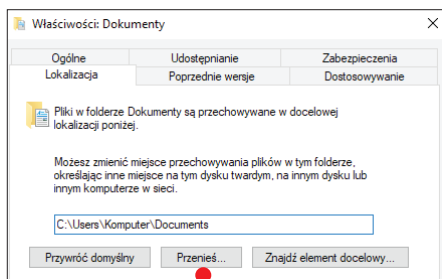 Właściwości: Dokumenty
Ogólne Udostępnianie Zabezpieczenia
Lokalizacja Poprzednie wersje Dostosowywanie
Pliki w folderze Dokumenty są przechowywane w docelowej
lokalizacji poniżej.
Możesz zmienić miejsce przechowywania plików w tym folderze,
określając inne miejsce na tym dysku twardym, na innym dysku lub
innym komputerze w sieci.
C:\Users\Komputer\Documents
Przywróć domyślny Przenieś... Znajdź element docelowy...